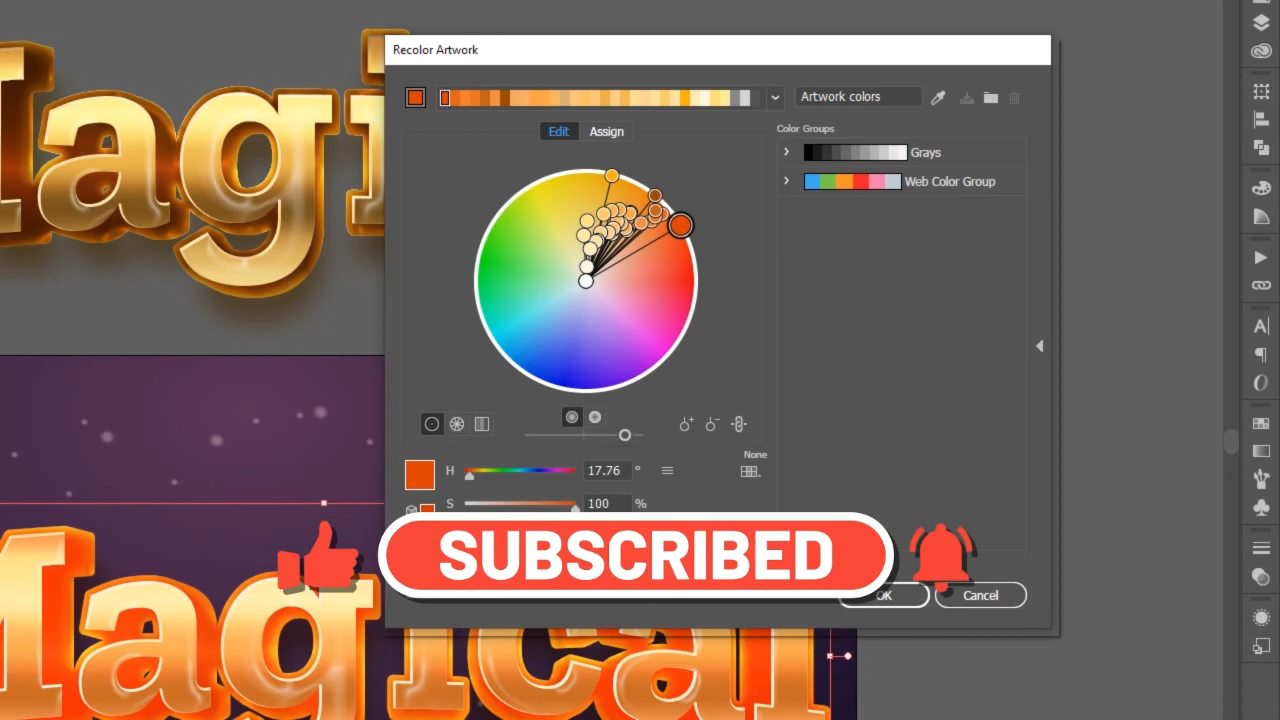 Recolor Artwork
Artwork colors
Edit Assign
Color Groups
Grays
Web Color Group
None
H 17.76 °
S 100 %
SUBSCRIBED
OK Cancel
Magi
Magical